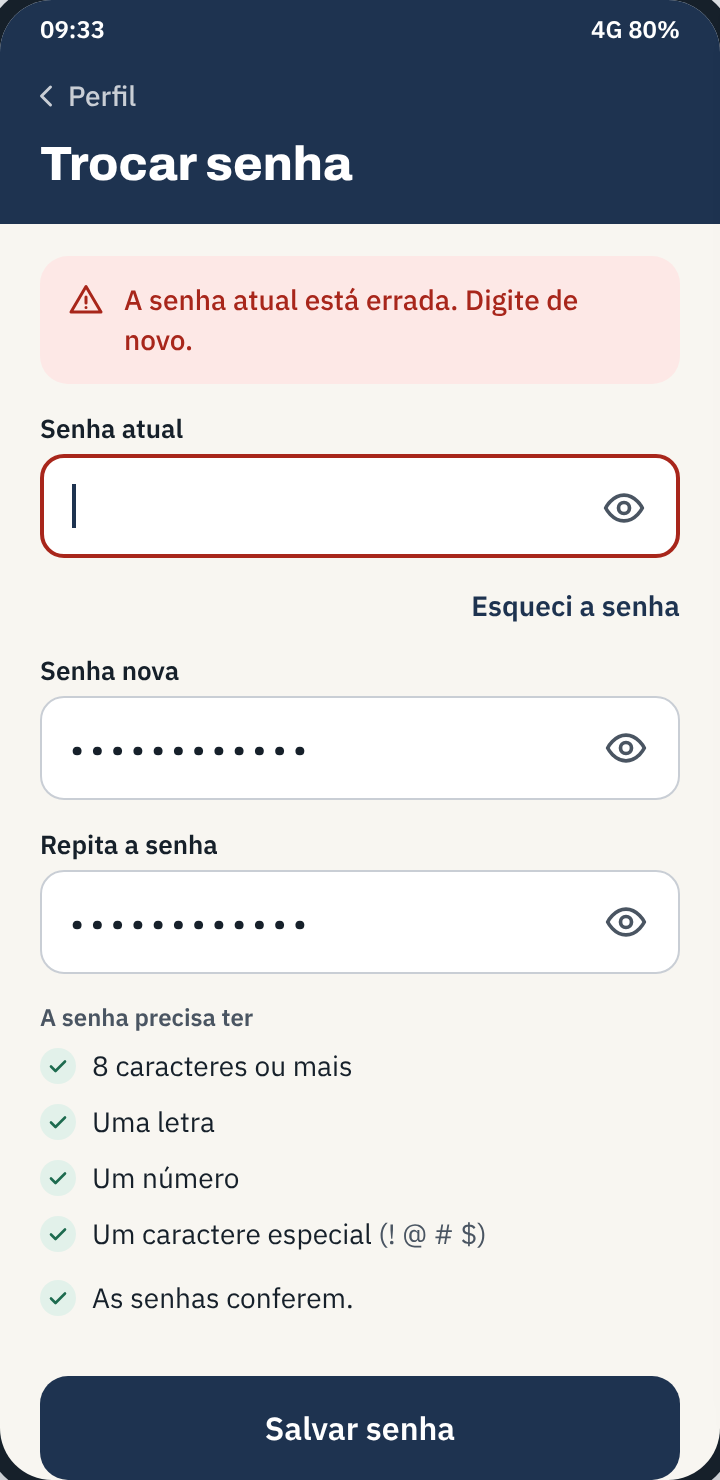 09:33
4G 80%
Perfil
Trocar senha
A senha atual está errada. Digite de
novo.
Senha atual
Esqueci a senha
Senha nova
••••••••••••
Repita a senha
••••••••••••
A senha precisa ter
8 caracteres ou mais
Uma letra
Um número
Um caractere especial (! @ # $)
As senhas conferem.
Salvar senha